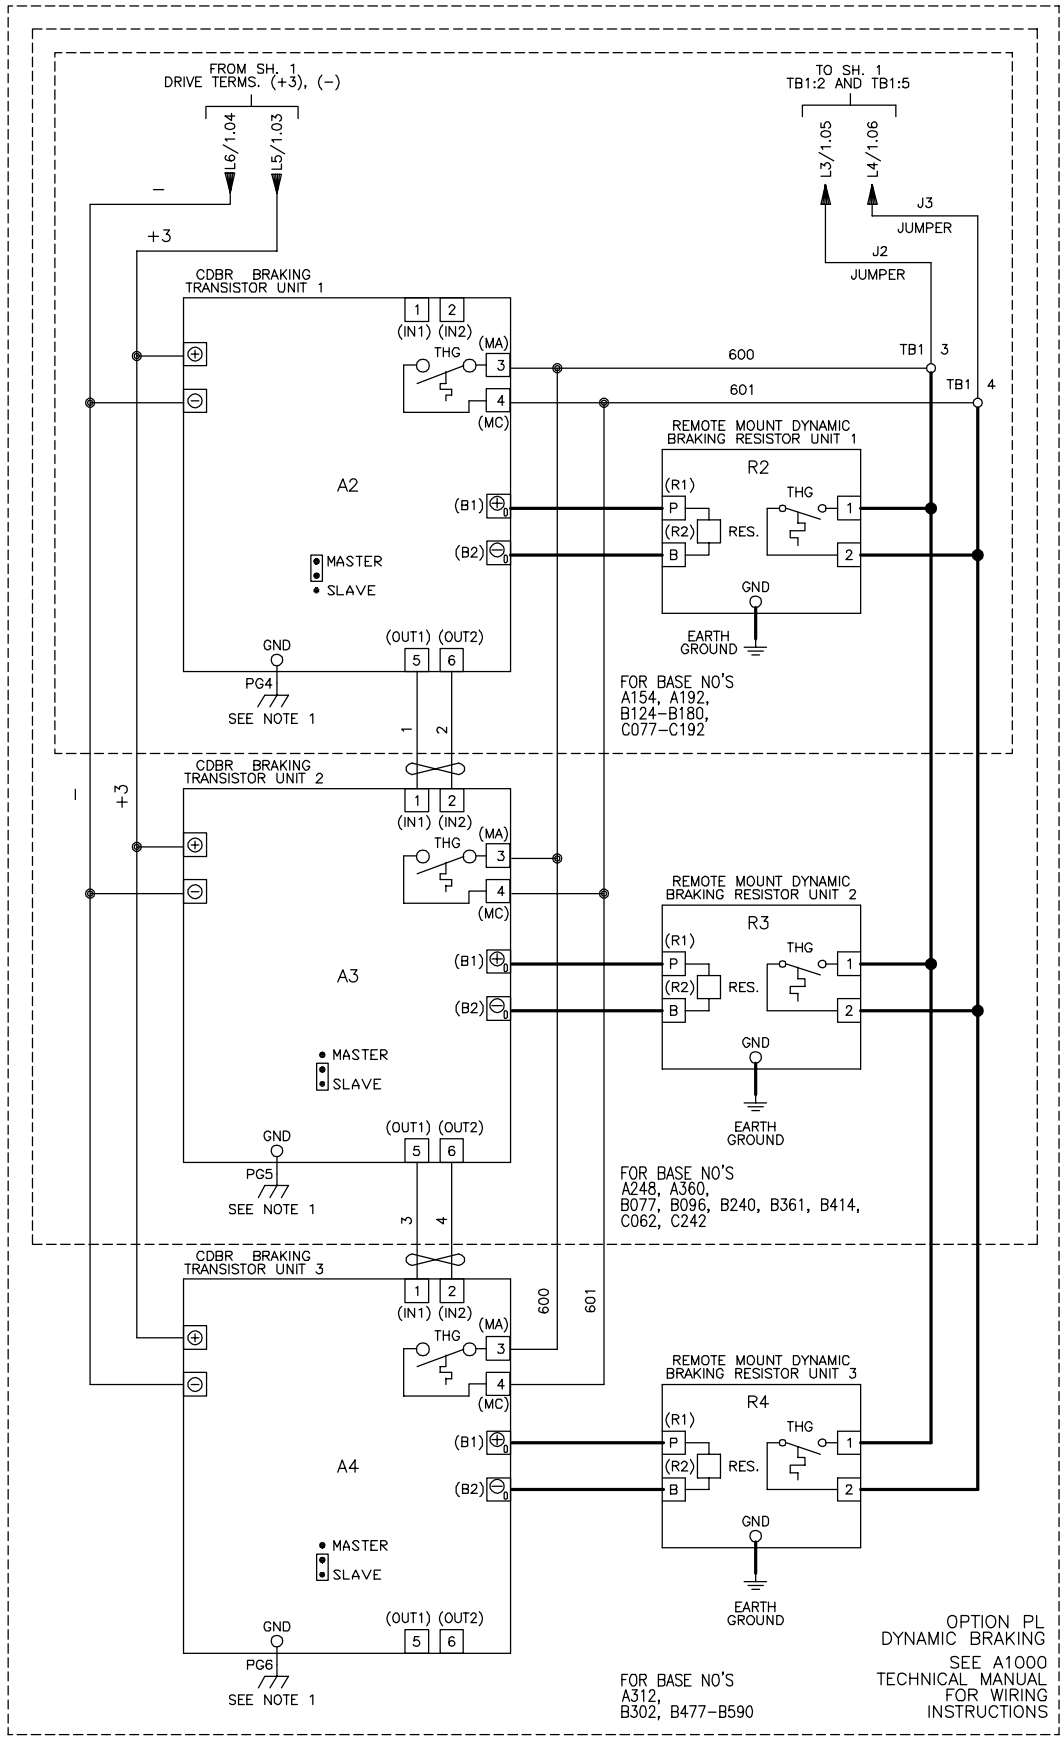 FROM SH. 1
DRIVE TERMS. (+3), (−)
L6/1.04
L5/1.03
TO SH. 1
TB1:2 AND TB1:5
L3/1.05
L4/1.06
−
+3
J3
JUMPER
J2
JUMPER
CDBR BRAKING
TRANSISTOR UNIT 1
1 2
(IN1) (IN2)
THG
(MA)
3
4
(MC)
600
601
TB1 3
TB1 4
+
−
A2
(B1) +
D
(B2) −
D
MASTER
SLAVE
GND
PG4
SEE NOTE 1
(OUT1) (OUT2)
5 6
1
2
REMOTE MOUNT DYNAMIC
BRAKING RESISTOR UNIT 1
R2
(R1)
P
(R2)
B
RES.
THG
1
2
GND
EARTH
GROUND
FOR BASE NO'S
A154, A192,
B124−B180,
C077−C192
−
+3
CDBR BRAKING
TRANSISTOR UNIT 2
1 2
(IN1) (IN2)
THG
(MA)
3
4
(MC)
+
−
A3
(B1) +
D
(B2) −
D
MASTER
SLAVE
GND
PG5
SEE NOTE 1
(OUT1) (OUT2)
5 6
3
4
REMOTE MOUNT DYNAMIC
BRAKING RESISTOR UNIT 2
R3
(R1)
P
(R2)
B
RES.
THG
1
2
GND
EARTH
GROUND
FOR BASE NO'S
A248, A360,
B077, B096, B240, B361, B414,
C062, C242
CDBR BRAKING
TRANSISTOR UNIT 3
1 2
(IN1) (IN2)
THG
(MA)
3
4
(MC)
600
601
+
−
A4
(B1) +
D
(B2) −
D
MASTER
SLAVE
GND
PG6
SEE NOTE 1
(OUT1) (OUT2)
5 6
REMOTE MOUNT DYNAMIC
BRAKING RESISTOR UNIT 3
R4
(R1)
P
(R2)
B
RES.
THG
1
2
GND
EARTH
GROUND
FOR BASE NO'S
A312,
B302, B477−B590
OPTION PL
DYNAMIC BRAKING
SEE A1000
TECHNICAL MANUAL
FOR WIRING
INSTRUCTIONS